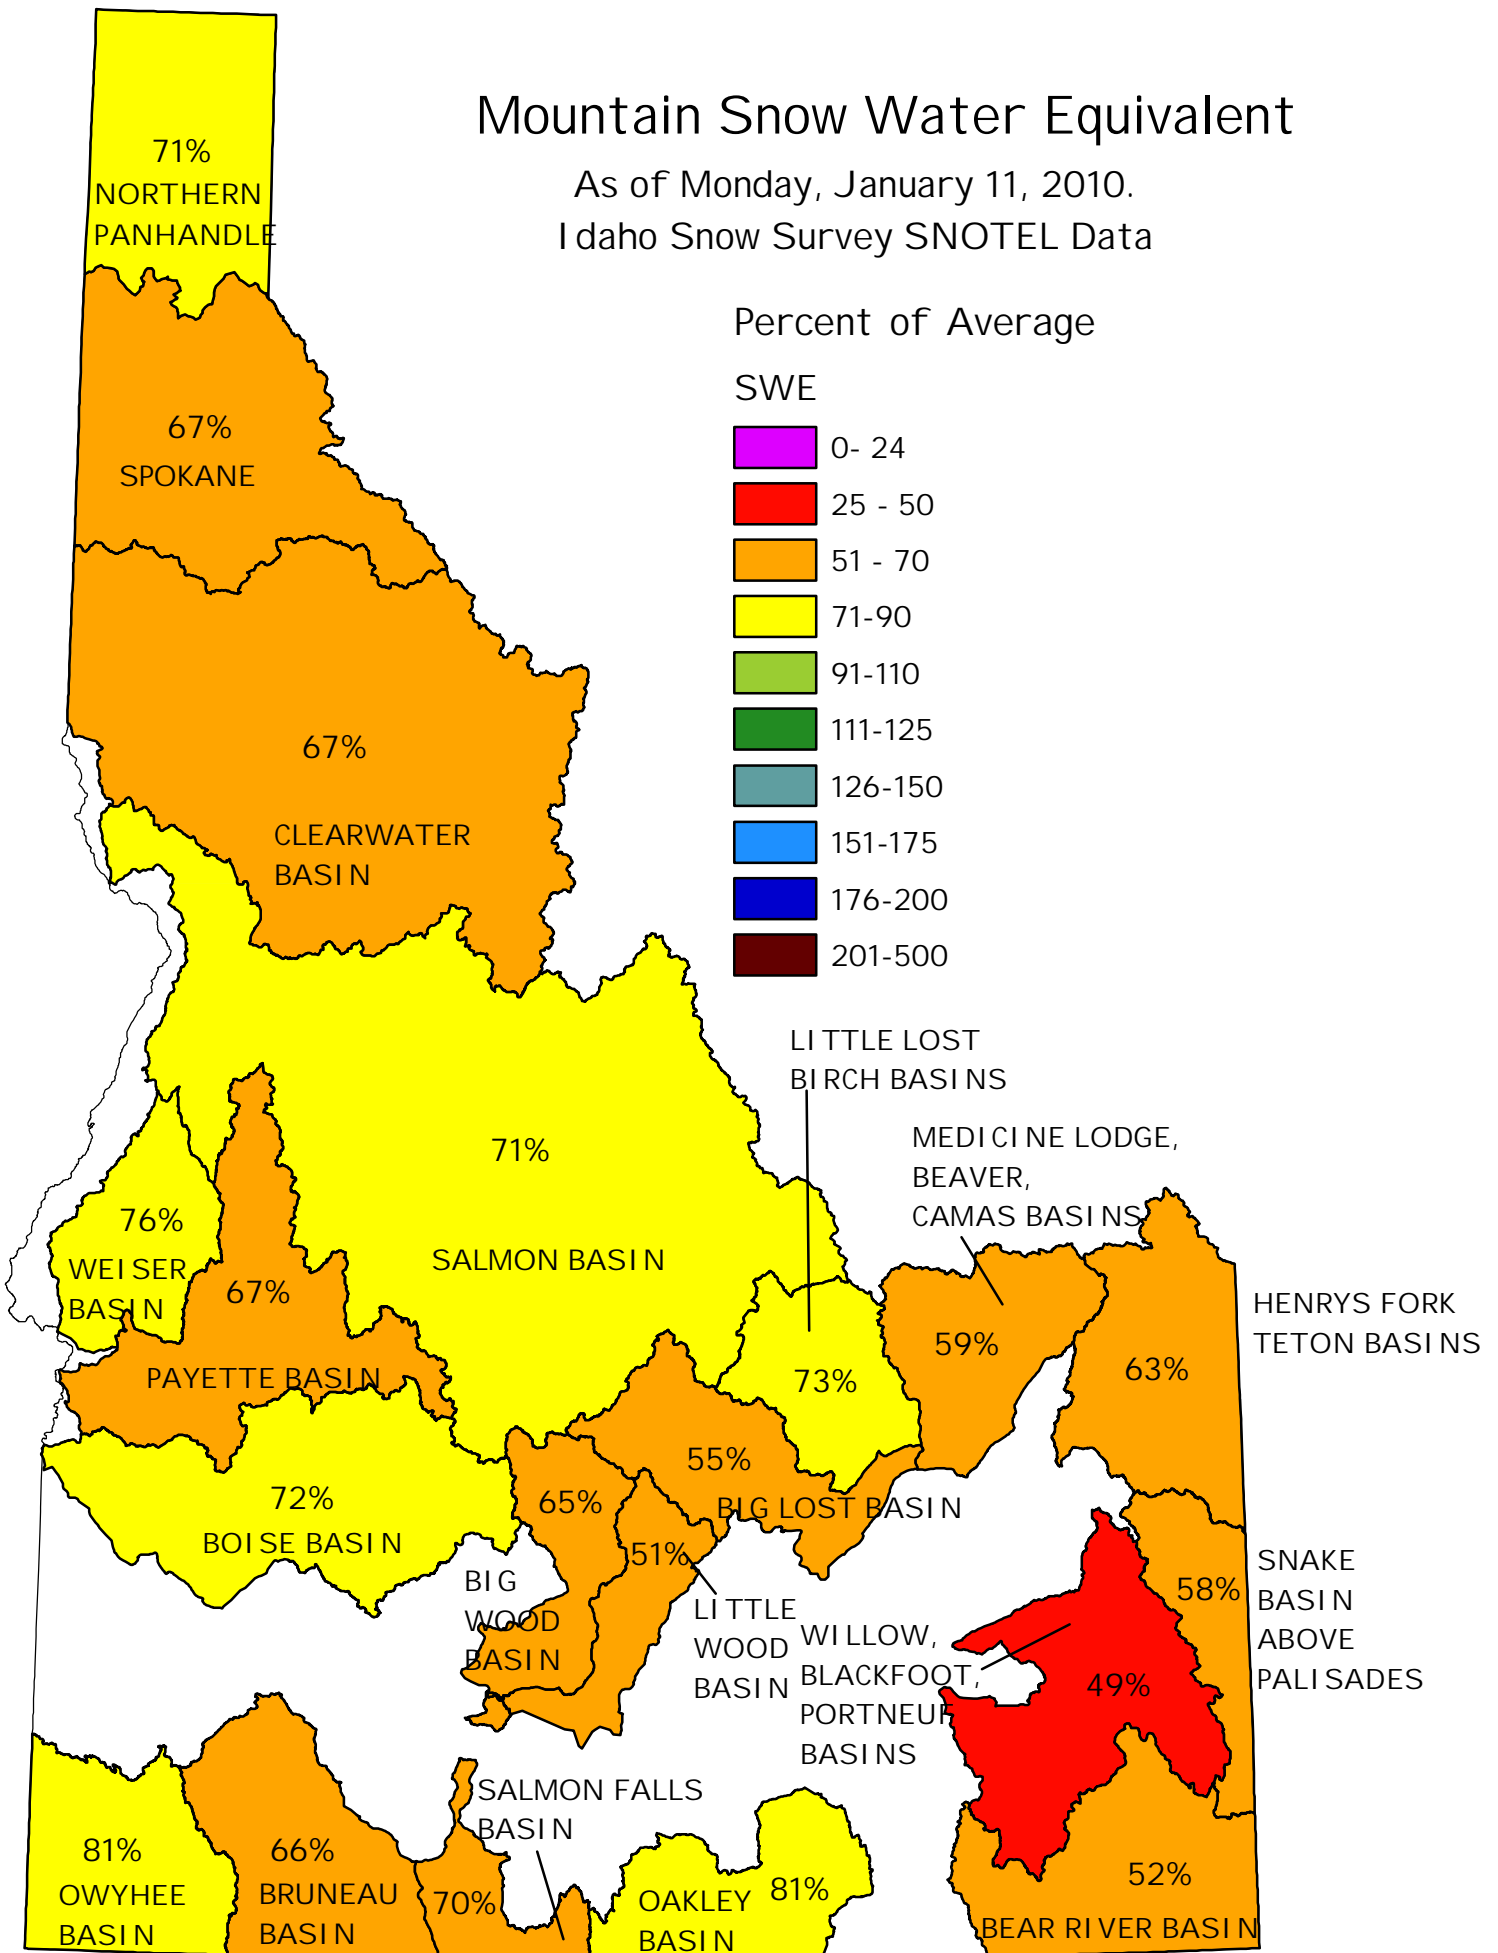 Mountain Snow Water Equivalent
As of Monday, January 11, 2010.
Idaho Snow Survey SNOTEL Data
Percent of Average
SWE
0- 24
25 - 50
51 - 70
71-90
91-110
111-125
126-150
151-175
176-200
201-500
71%
NORTHERN
PANHANDLE
67%
SPOKANE
67%
CLEARWATER
BASIN
71%
SALMON BASIN
76%
WEISER
BASIN
67%
PAYETTE BASIN
72%
BOISE BASIN
LITTLE LOST
BIRCH BASINS
73%
MEDICINE LODGE,
BEAVER,
CAMAS BASINS
59%
HENRYS FORK
TETON BASINS
63%
55%
BIG LOST BASIN
65%
BIG
WOOD
BASIN
51%
LITTLE
WOOD
BASIN
WILLOW,
BLACKFOOT,
PORTNEUF
BASINS
49%
58%
SNAKE
BASIN
ABOVE
PALISADES
81%
OWYHEE
BASIN
66%
BRUNEAU
BASIN
SALMON FALLS
BASIN
70%
OAKLEY
BASIN
81%
52%
BEAR RIVER BASIN